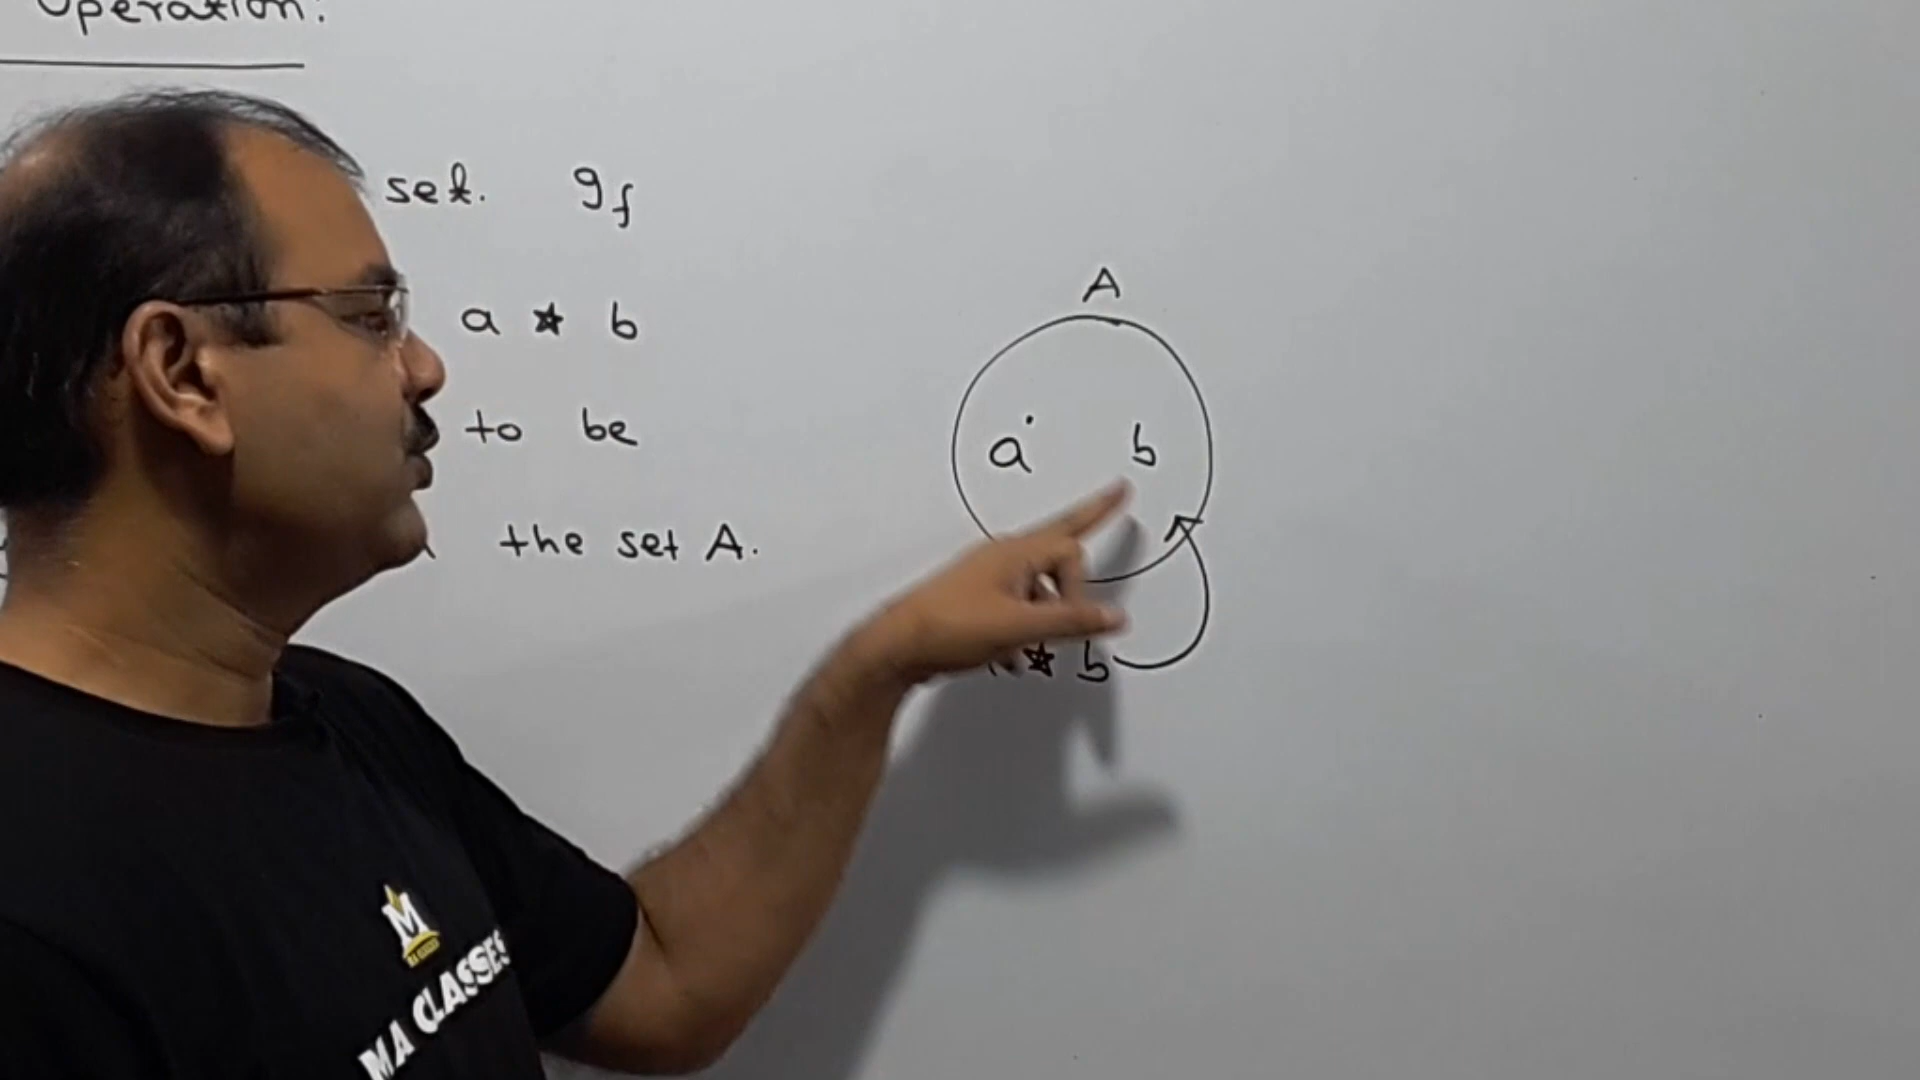 Operation:
set. If
a ★ b
to be
the set A.
A
a b
★ b
M
MA CLASSES